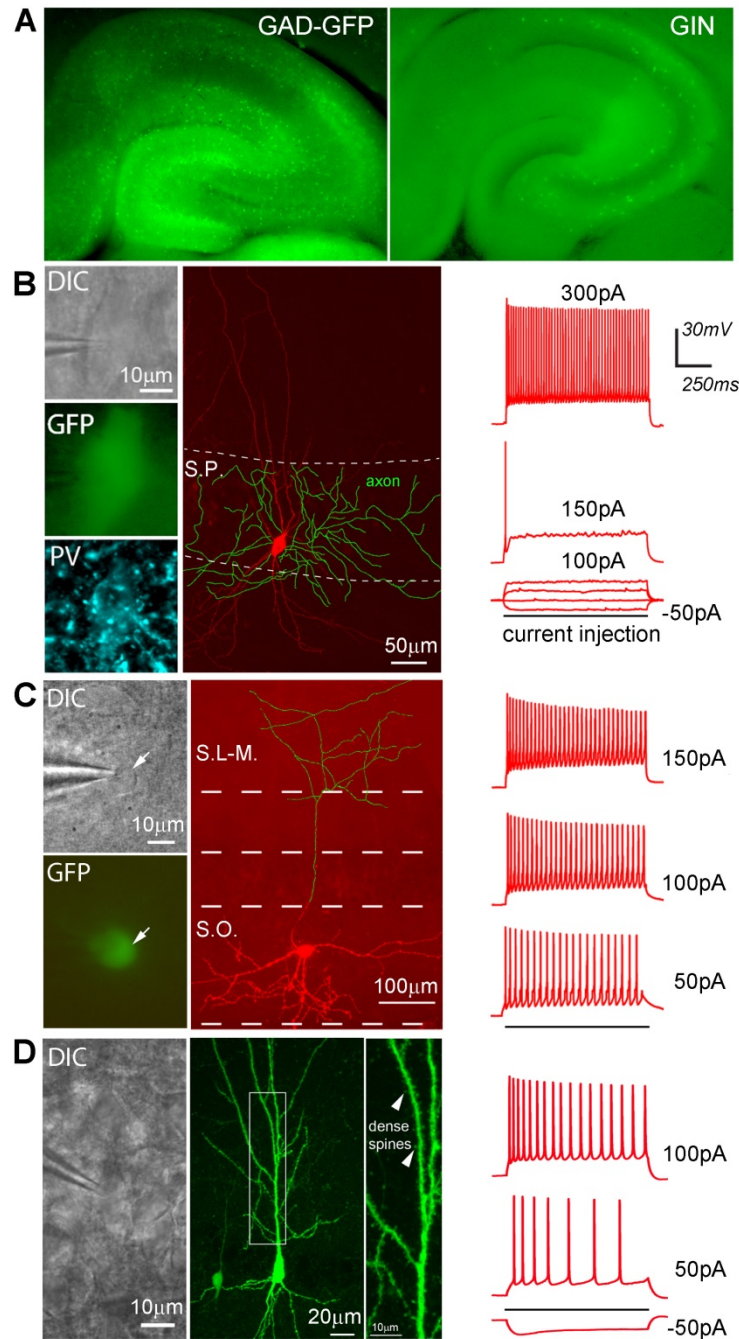 A
GAD-GFP
GIN
B
DIC
10μm
GFP
PV
S.P.
axon
50μm
300pA
30mV
250ms
150pA
100pA
-50pA
current injection
C
DIC
10μm
GFP
S.L-M.
S.O.
100μm
150pA
100pA
50pA
D
DIC
10μm
20μm
dense
spines
10μm
100pA
50pA
-50pA